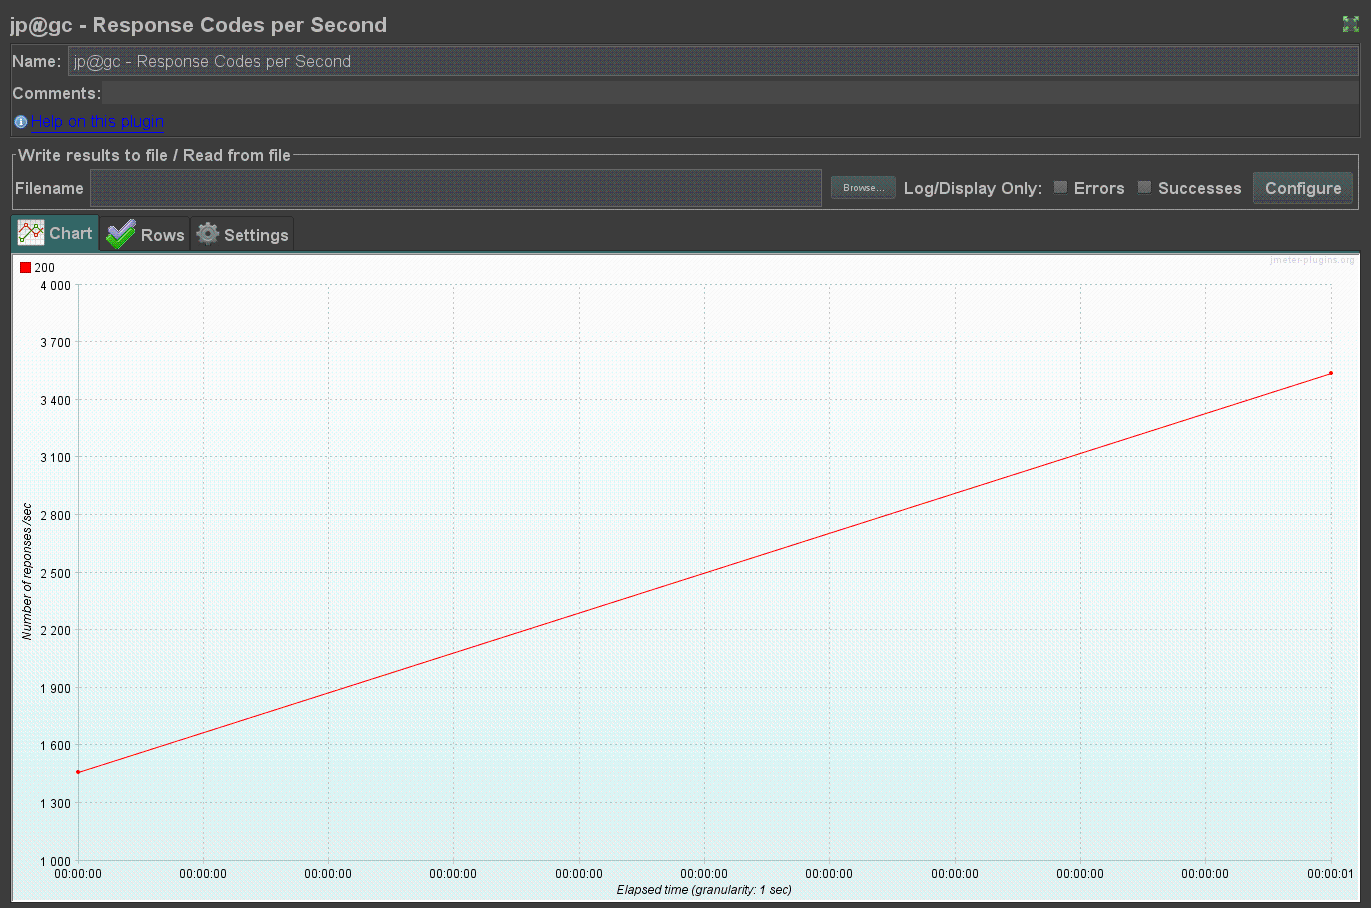 jp@gc - Response Codes per Second
Name: jp@gc - Response Codes per Second
Comments:
Help on this plugin
Write results to file / Read from file
Filename Browse... Log/Display Only: Errors Successes Configure
Chart Rows Settings
200
jmeter-plugins.org
4 000
3 700
3 400
3 100
2 800
2 500
2 200
1 900
1 600
1 300
1 000
Number of reponses /sec
00:00:00 00:00:00 00:00:00 00:00:00 00:00:00 00:00:00 00:00:00 00:00:00 00:00:00 00:00:00 00:00:01
Elapsed time (granularity: 1 sec)